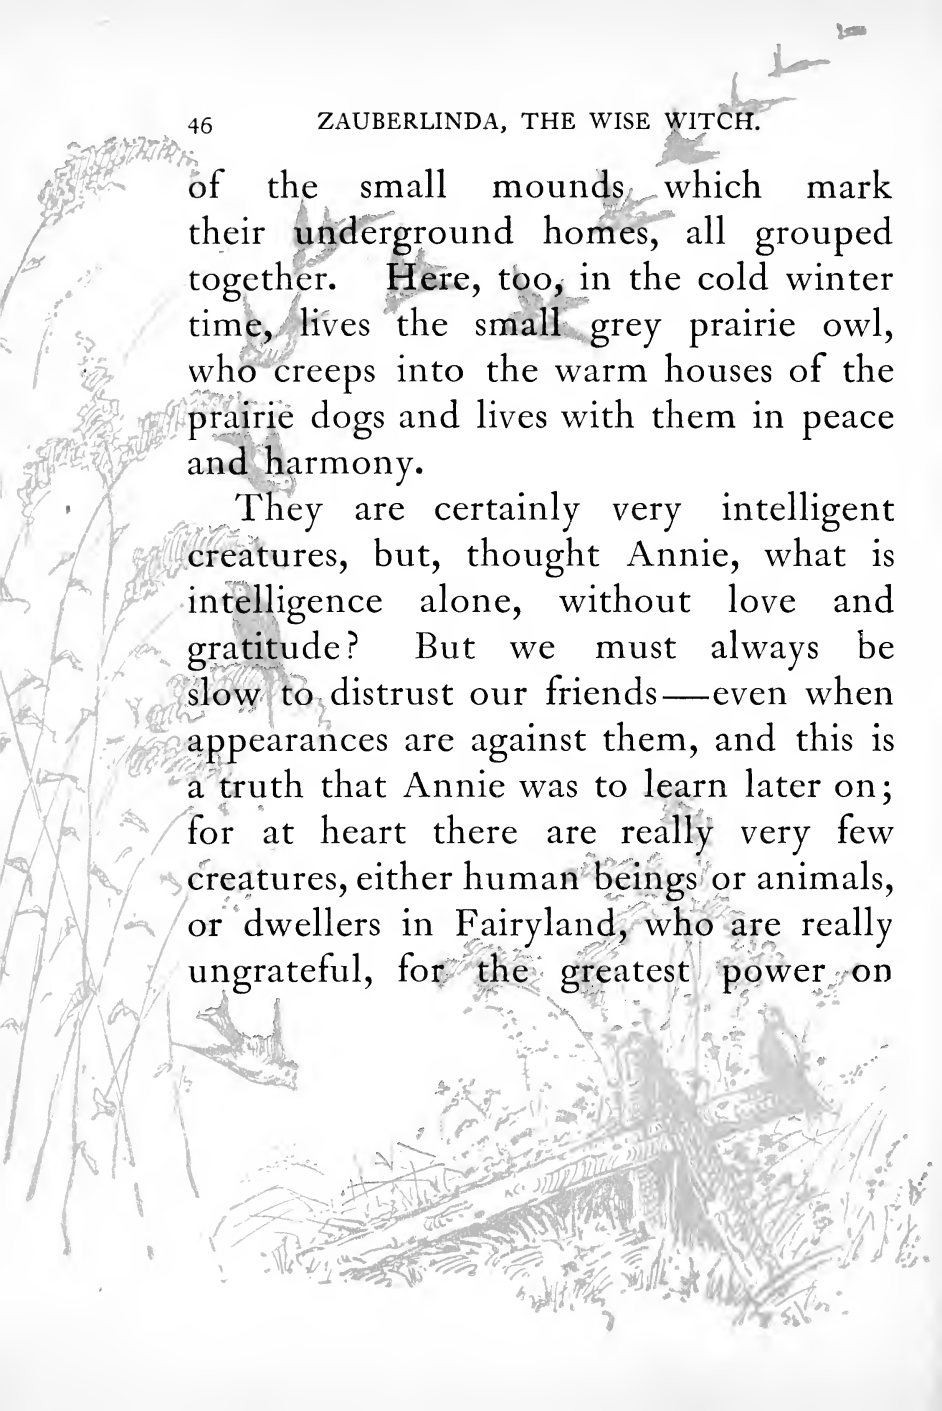 46 ZAUBERLINDA, THE WISE WITCH.
of the small mounds, which mark
their underground homes, all grouped
together. Here, too, in the cold winter
time, lives the small grey prairie owl,
who creeps into the warm houses of the
prairie dogs and lives with them in peace
and harmony.
They are certainly very intelligent
creatures, but, thought Annie, what is
intelligence alone, without love and
gratitude? But we must always be
slow to distrust our friends—even when
appearances are against them, and this is
a truth that Annie was to learn later on;
for at heart there are really very few
creatures, either human beings or animals,
or dwellers in Fairyland, who are really
ungrateful, for the greatest power on